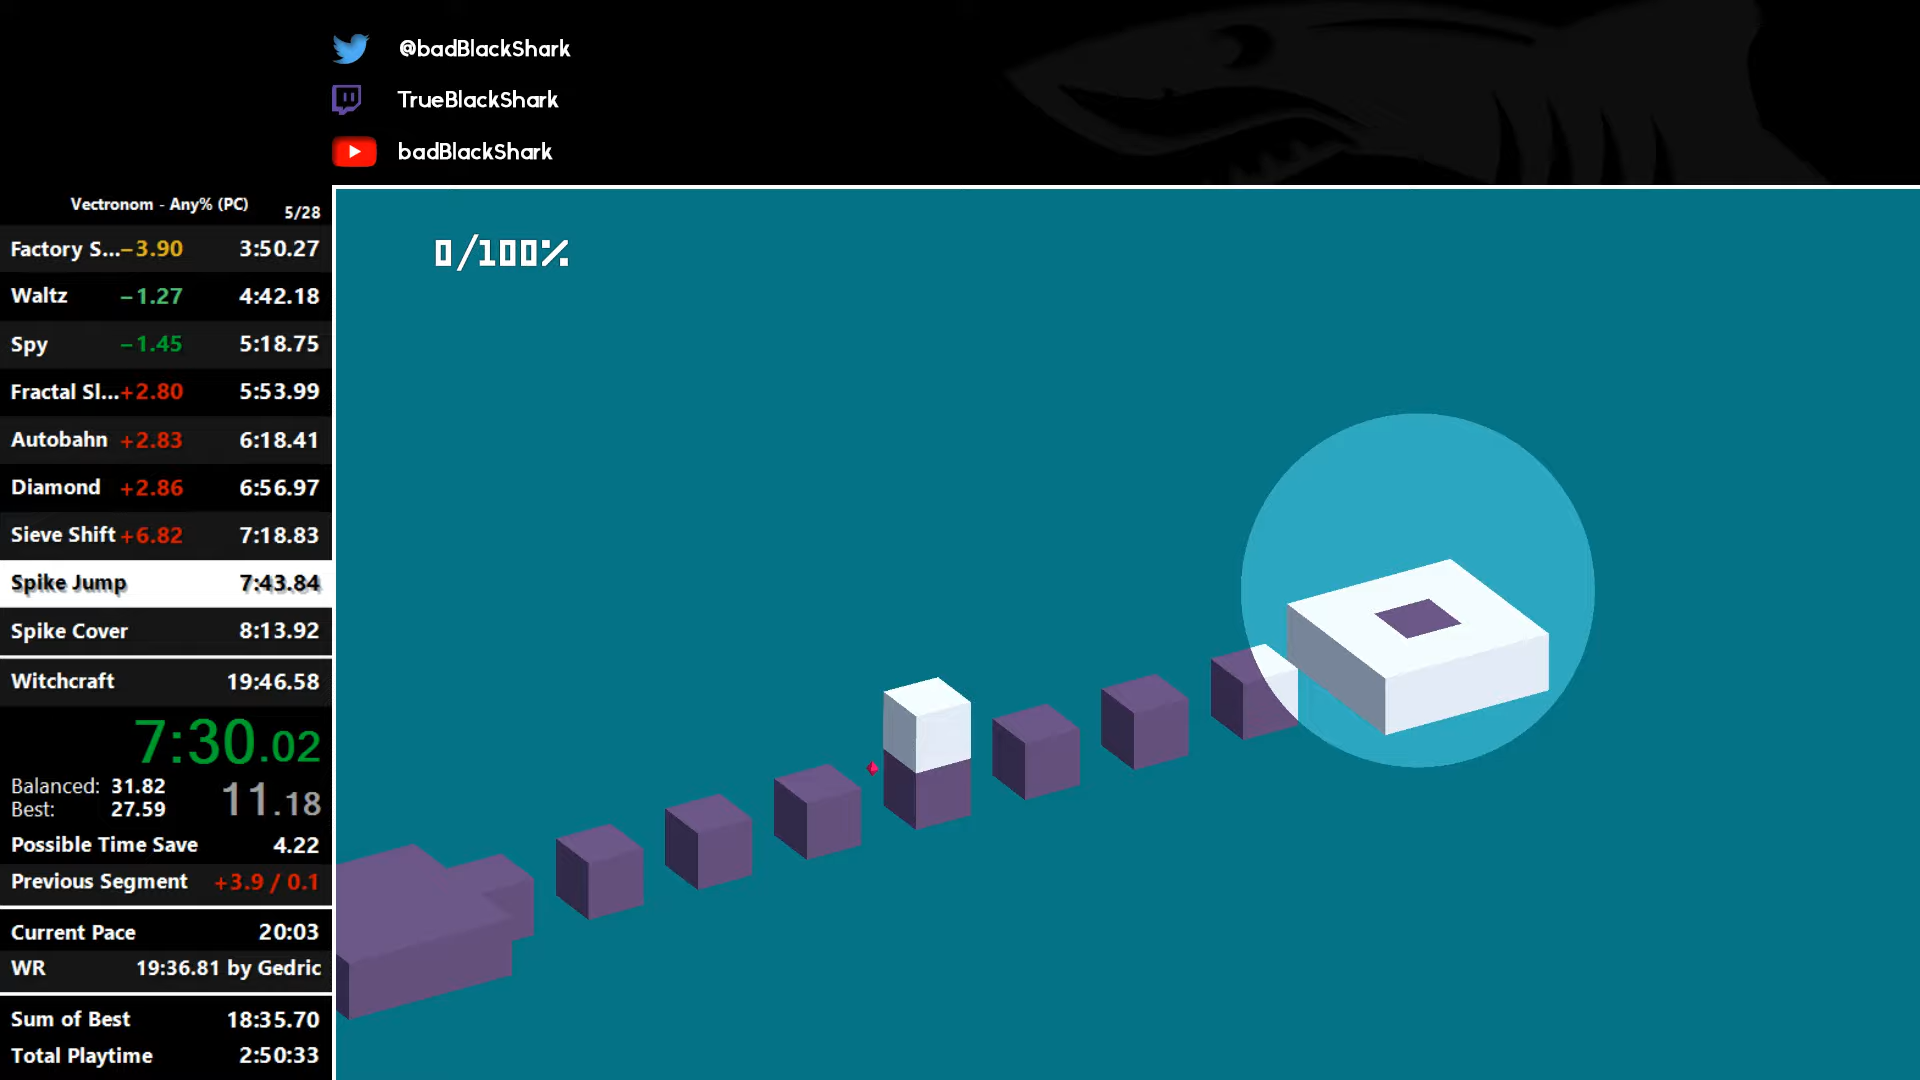 @badBlackShark
TrueBlackShark
badBlackShark
Vectronom - Any% (PC)
5/28
Factory S... −3.90 3:50.27
Waltz −1.27 4:42.18
Spy −1.45 5:18.75
Fractal Sl... +2.80 5:53.99
Autobahn +2.83 6:18.41
Diamond +2.86 6:56.97
Sieve Shift +6.82 7:18.83
Spike Jump 7:43.84
Spike Cover 8:13.92
Witchcraft 19:46.58
7:30.02
Balanced: 31.82
Best: 27.59
11.18
Possible Time Save 4.22
Previous Segment +3.9 / 0.1
Current Pace 20:03
WR 19:36.81 by Gedric
Sum of Best 18:35.70
Total Playtime 2:50:33
0/100%